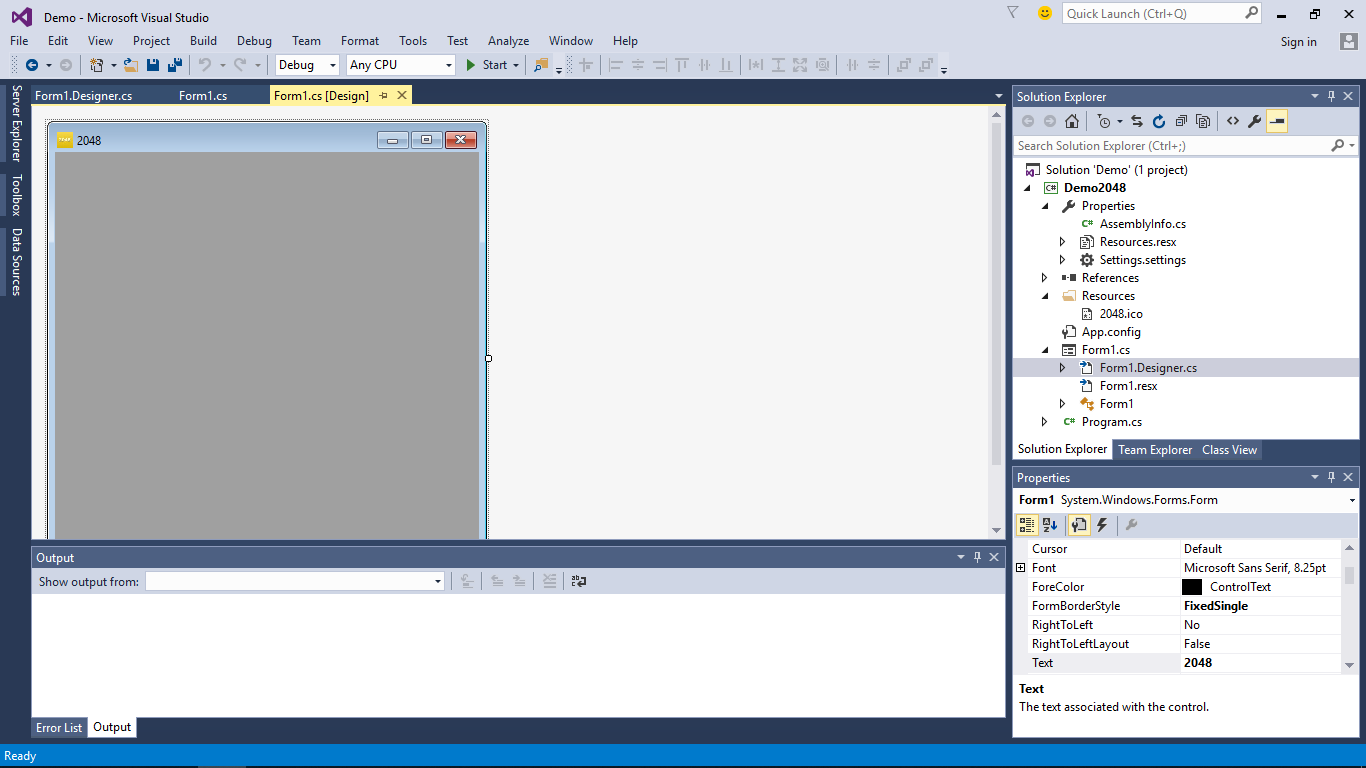 Demo - Microsoft Visual Studio
Quick Launch (Ctrl+Q)
File Edit View Project Build Debug Team Format Tools Test Analyze Window Help
Sign in
Debug Any CPU Start
Server Explorer
Toolbox
Data Sources
Form1.Designer.cs Form1.cs Form1.cs [Design]
2048
Output
Show output from:
Error List Output
Ready
Solution Explorer
Search Solution Explorer (Ctrl+;)
Solution 'Demo' (1 project)
C# Demo2048
Properties
C# AssemblyInfo.cs
Resources.resx
Settings.settings
References
Resources
2048.ico
App.config
Form1.cs
Form1.Designer.cs
Form1.resx
Form1
C# Program.cs
Solution Explorer Team Explorer Class View
Properties
Form1 System.Windows.Forms.Form
Cursor Default
Font Microsoft Sans Serif, 8.25pt
ForeColor ControlText
FormBorderStyle FixedSingle
RightToLeft No
RightToLeftLayout False
Text 2048
Text
The text associated with the control.